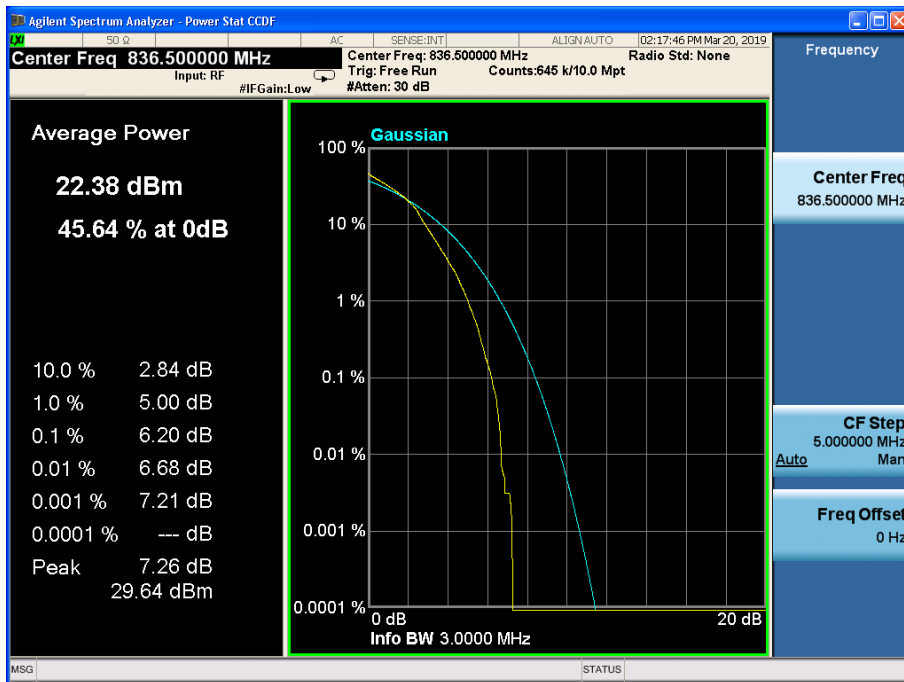 Agilent Spectrum Analyzer - Power Stat CCDF
LXI 50 Ω AC SENSE:INT ALIGN AUTO 02:17:46 PM Mar 20, 2019
Center Freq 836.500000 MHz
Input: RF
#IFGain:Low
Center Freq: 836.500000 MHz Radio Std: None
Trig: Free Run Counts:645 k/10.0 Mpt
#Atten: 30 dB
Frequency
Average Power
22.38 dBm
45.64 % at 0dB
10.0 % 2.84 dB
1.0 % 5.00 dB
0.1 % 6.20 dB
0.01 % 6.68 dB
0.001 % 7.21 dB
0.0001 % --- dB
Peak 7.26 dB
29.64 dBm
Gaussian
100 %
10 %
1 %
0.1 %
0.01 %
0.001 %
0.0001 %
0 dB 20 dB
Info BW 3.0000 MHz
Center Freq
836.500000 MHz
CF Step
5.000000 MHz
Auto Man
Freq Offset
0 Hz
MSG STATUS